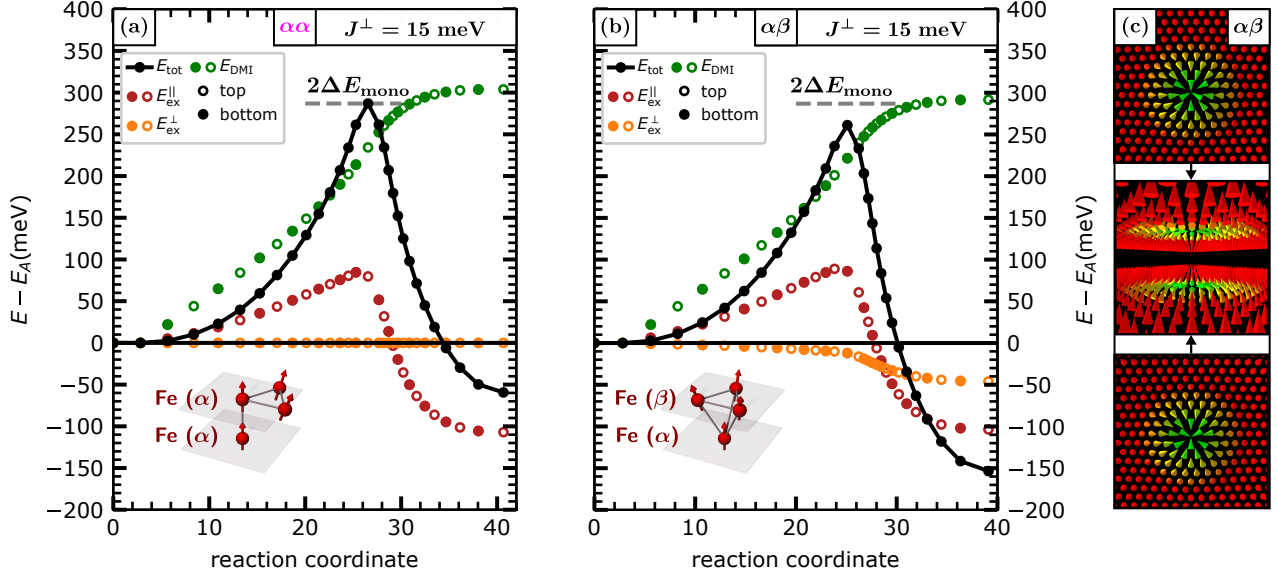 (a)
αα
J⊥ = 15 meV
E_tot
E_DMI
E_ex^||
top
E_ex^⊥
bottom
2ΔE_mono
Fe (α)
Fe (α)
E − E_A(meV)
400
350
300
250
200
150
100
50
0
−50
−100
−150
−200
0
10
20
30
40
reaction coordinate
(b)
αβ
J⊥ = 15 meV
E_tot
E_DMI
E_ex^||
top
E_ex^⊥
bottom
2ΔE_mono
Fe (β)
Fe (α)
0
10
20
30
40
reaction coordinate
400
350
300
250
200
150
100
50
0
−50
−100
−150
−200
E − E_A(meV)
(c)
αβ